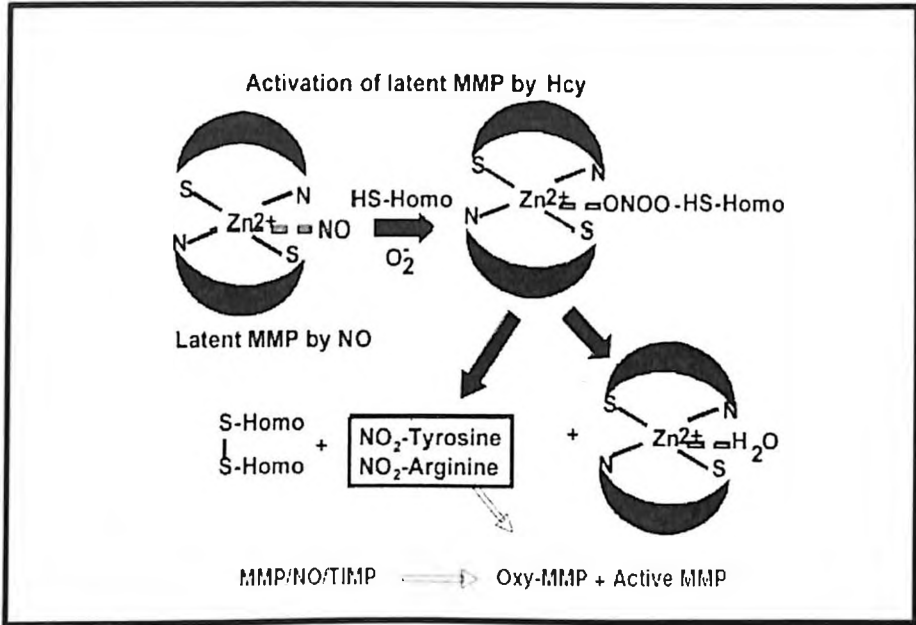 Activation of latent MMP by Hcy
S
N
Zn2+
NO
N
S
HS-Homo
O2-
S
N
Zn2+
ONOO-HS-Homo
N
S
Latent MMP by NO
S-Homo
S-Homo
+
NO2-Tyrosine
NO2-Arginine
+
S
N
Zn2+
H2O
N
S
MMP/NO/TIMP
Oxy-MMP + Active MMP